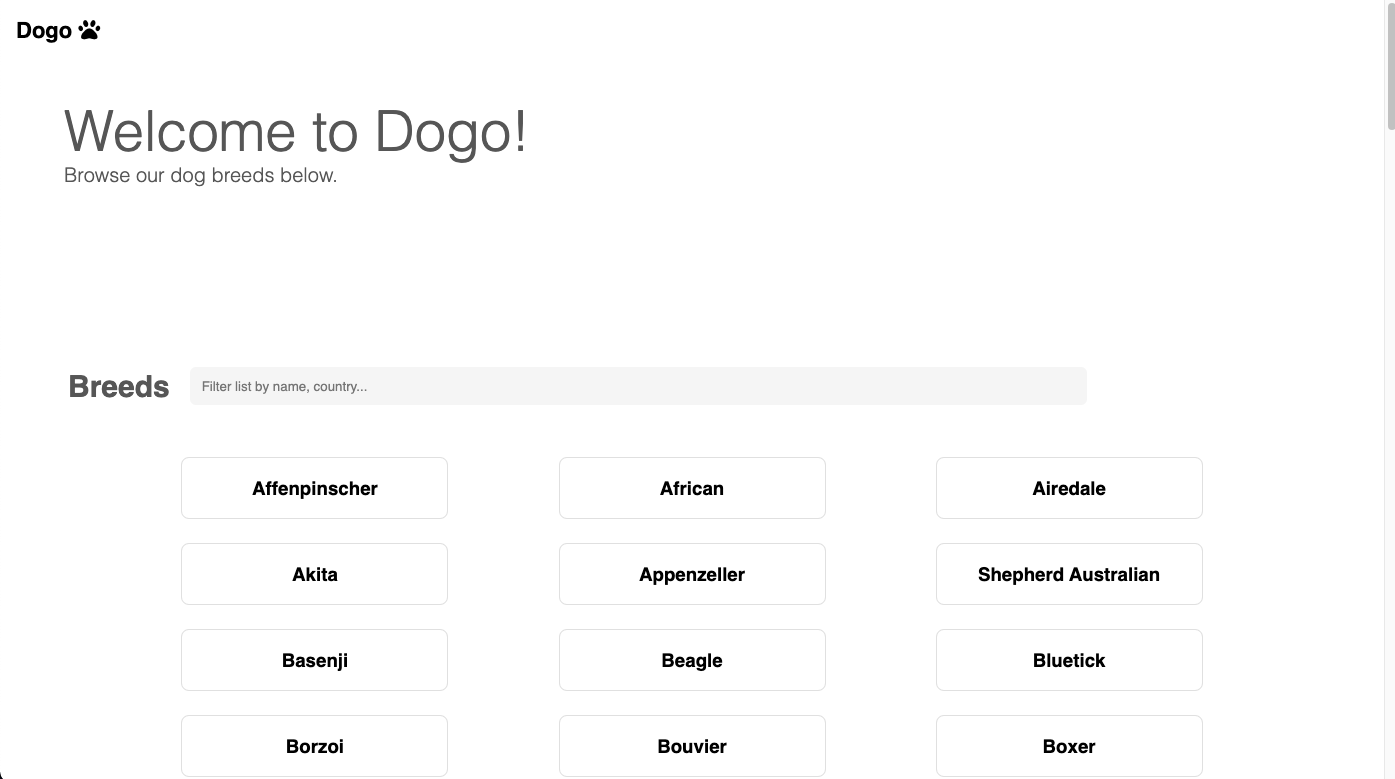 Dogo
Welcome to Dogo!
Browse our dog breeds below.
Breeds
Filter list by name, country...
Affenpinscher
African
Airedale
Akita
Appenzeller
Shepherd Australian
Basenji
Beagle
Bluetick
Borzoi
Bouvier
Boxer